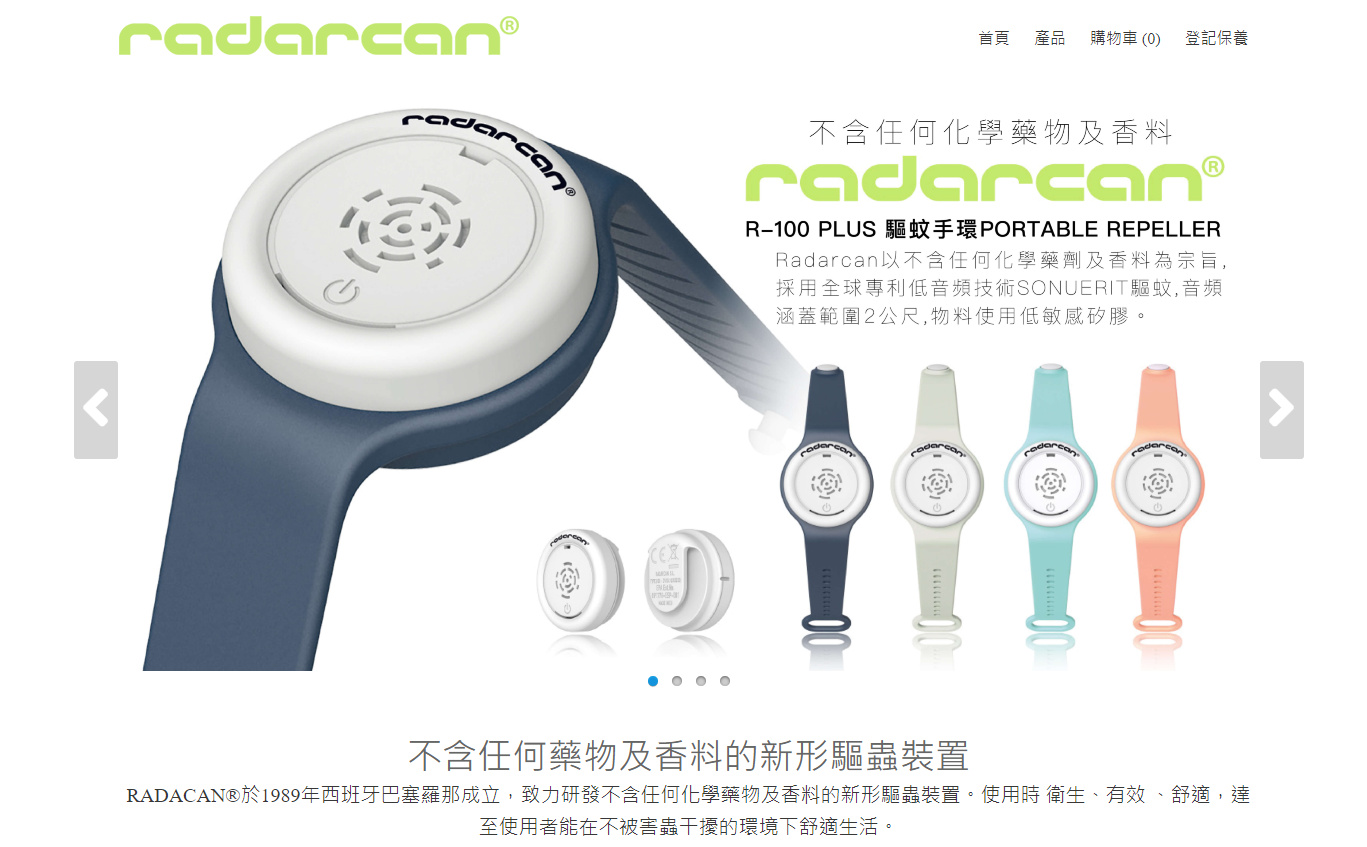 radarcan®
首頁 產品 購物車 (0) 登記保養
radarcan®
不含任何化學藥物及香料
radarcan®
R-100 PLUS 驅蚊手環PORTABLE REPELLER
Radarcan以不含任何化學藥劑及香料為宗旨,
採用全球專利低音頻技術SONUERIT驅蚊,音頻
涵蓋範圍2公尺,物料使用低敏感矽膠。
radarcan®
radarcan®
radarcan®
radarcan®
radarcan®
CE
不含任何藥物及香料的新形驅蟲裝置
RADACAN®於1989年西班牙巴塞羅那成立，致力研發不含任何化學藥物及香料的新形驅蟲裝置。使用時 衛生、有效 、舒適，達
至使用者能在不被害蟲干擾的環境下舒適生活。